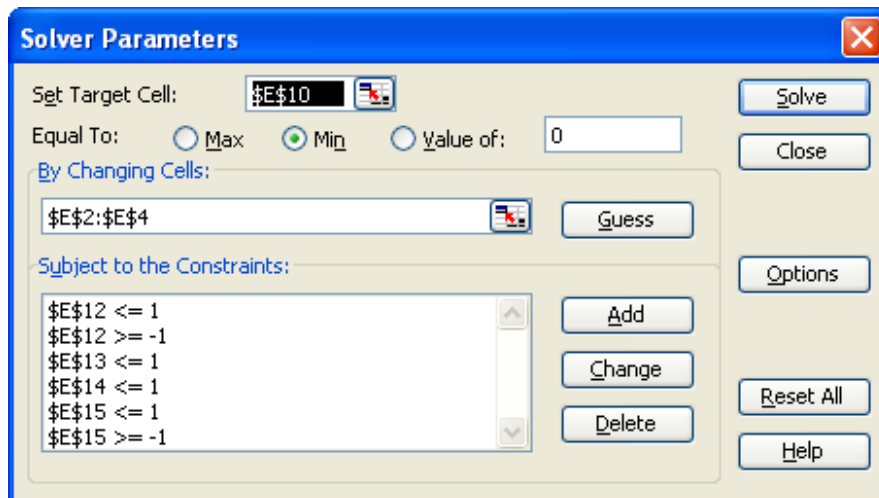 Solver Parameters
Set Target Cell: $E$10 Solve
Equal To: Max Min Value of: 0
Close
By Changing Cells:
$E$2:$E$4 Guess
Subject to the Constraints: Options
$E$12 <= 1 Add
$E$12 >= -1
$E$13 <= 1 Change
$E$14 <= 1
$E$15 <= 1 Delete Reset All
$E$15 >= -1 Help